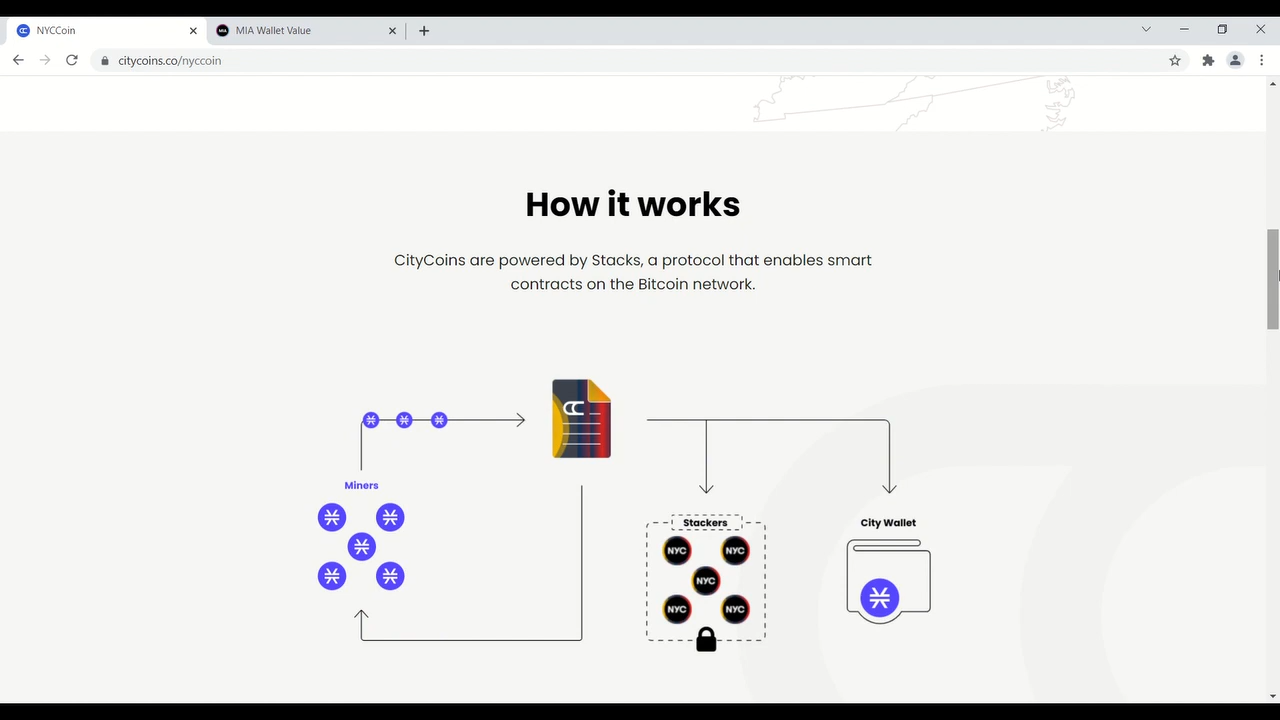 NYCCoin
MIA Wallet Value
citycoins.co/nyccoin
How it works
CityCoins are powered by Stacks, a protocol that enables smart
contracts on the Bitcoin network.
Miners
Stackers
City Wallet
NYC NYC
NYC
NYC NYC